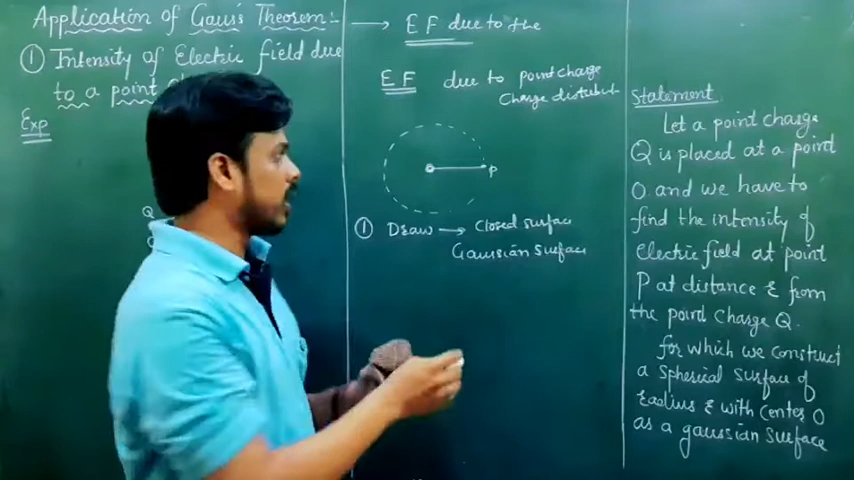 Application of Gauss Theorem:-
① Intensity of Electric field due
to a point
Exp
Q
→ EF due to the
EF due to point charge
Charge distribut
P
① Draw → Closed surface
Gaussian Surface
Statement
Let a point charge
Q is placed at a point
O and we have to
find the intensity of
Electric field at point
P at distance r from
the point charge Q.
for which we construct
a Spherical surface of
radius r with Center O
as a gaussian surface